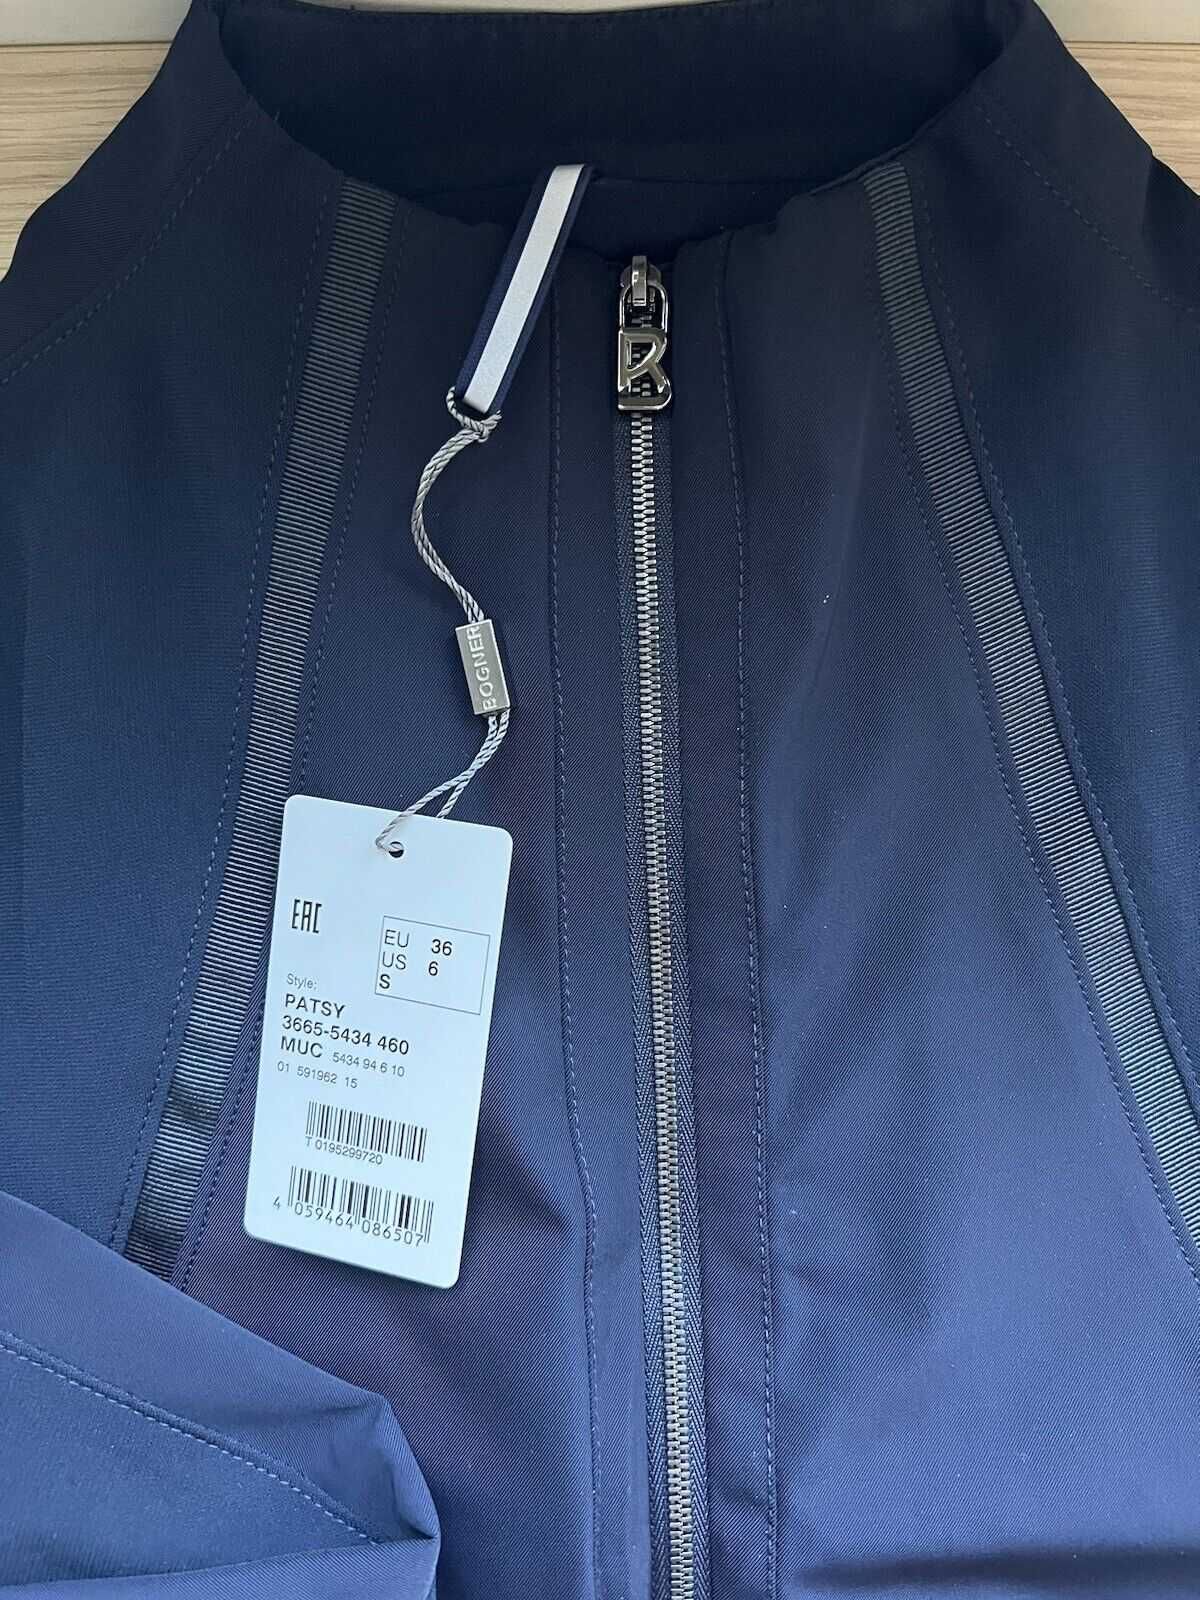 BOGNER
EAC
EU 36
US 6
S
Style:
PATSY
3665-5434 460
MUC 5434 94 6 10
01 591962 15
T 0195299720
4 059464 086507